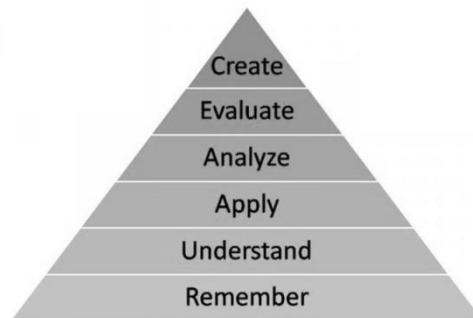 Create
Evaluate
Analyze
Apply
Understand
Remember